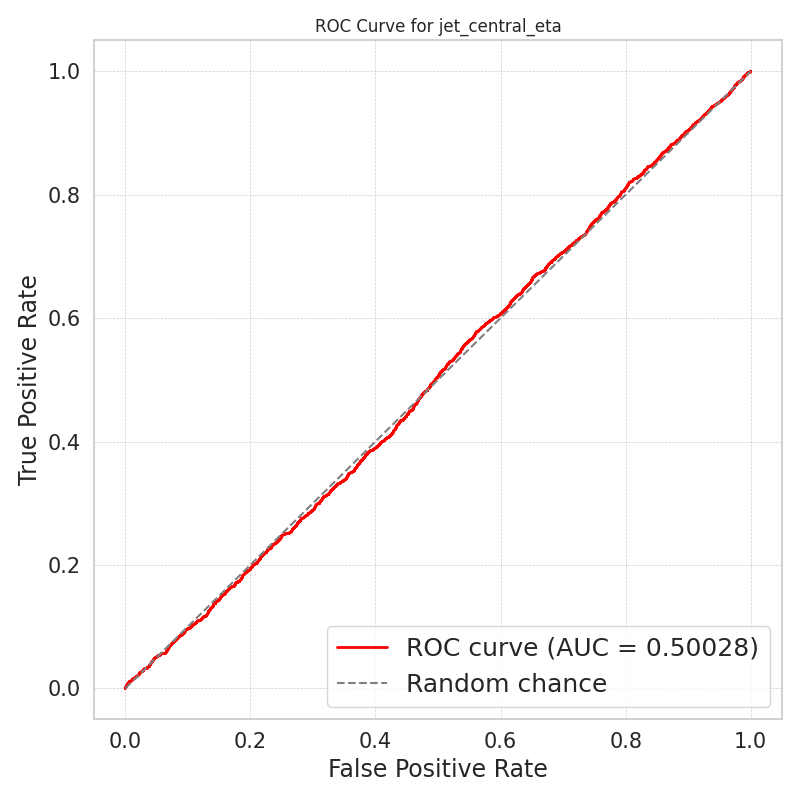 ROC Curve for jet_central_eta
True Positive Rate
1.0
0.8
0.6
0.4
0.2
0.0
ROC curve (AUC = 0.50028)
Random chance
0.0 0.2 0.4 0.6 0.8 1.0
False Positive Rate